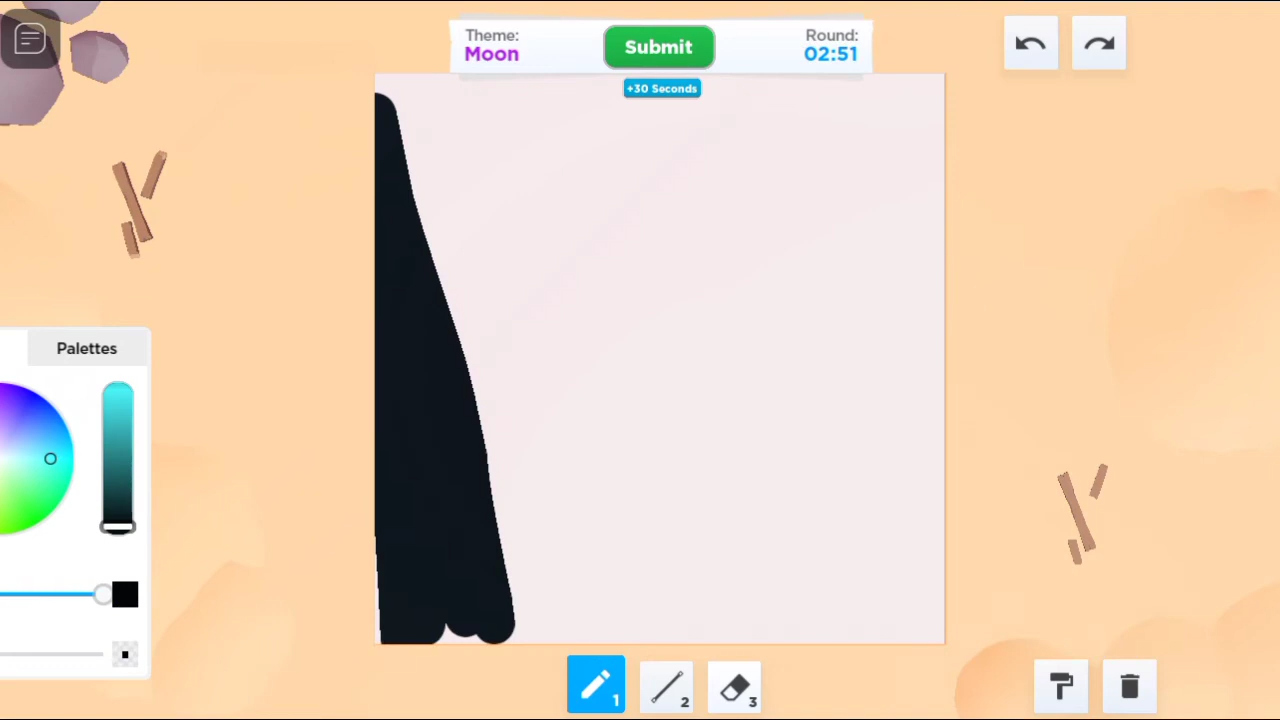 Theme:
Moon
Submit
Round:
02:51
+30 Seconds
Palettes
1
2
3